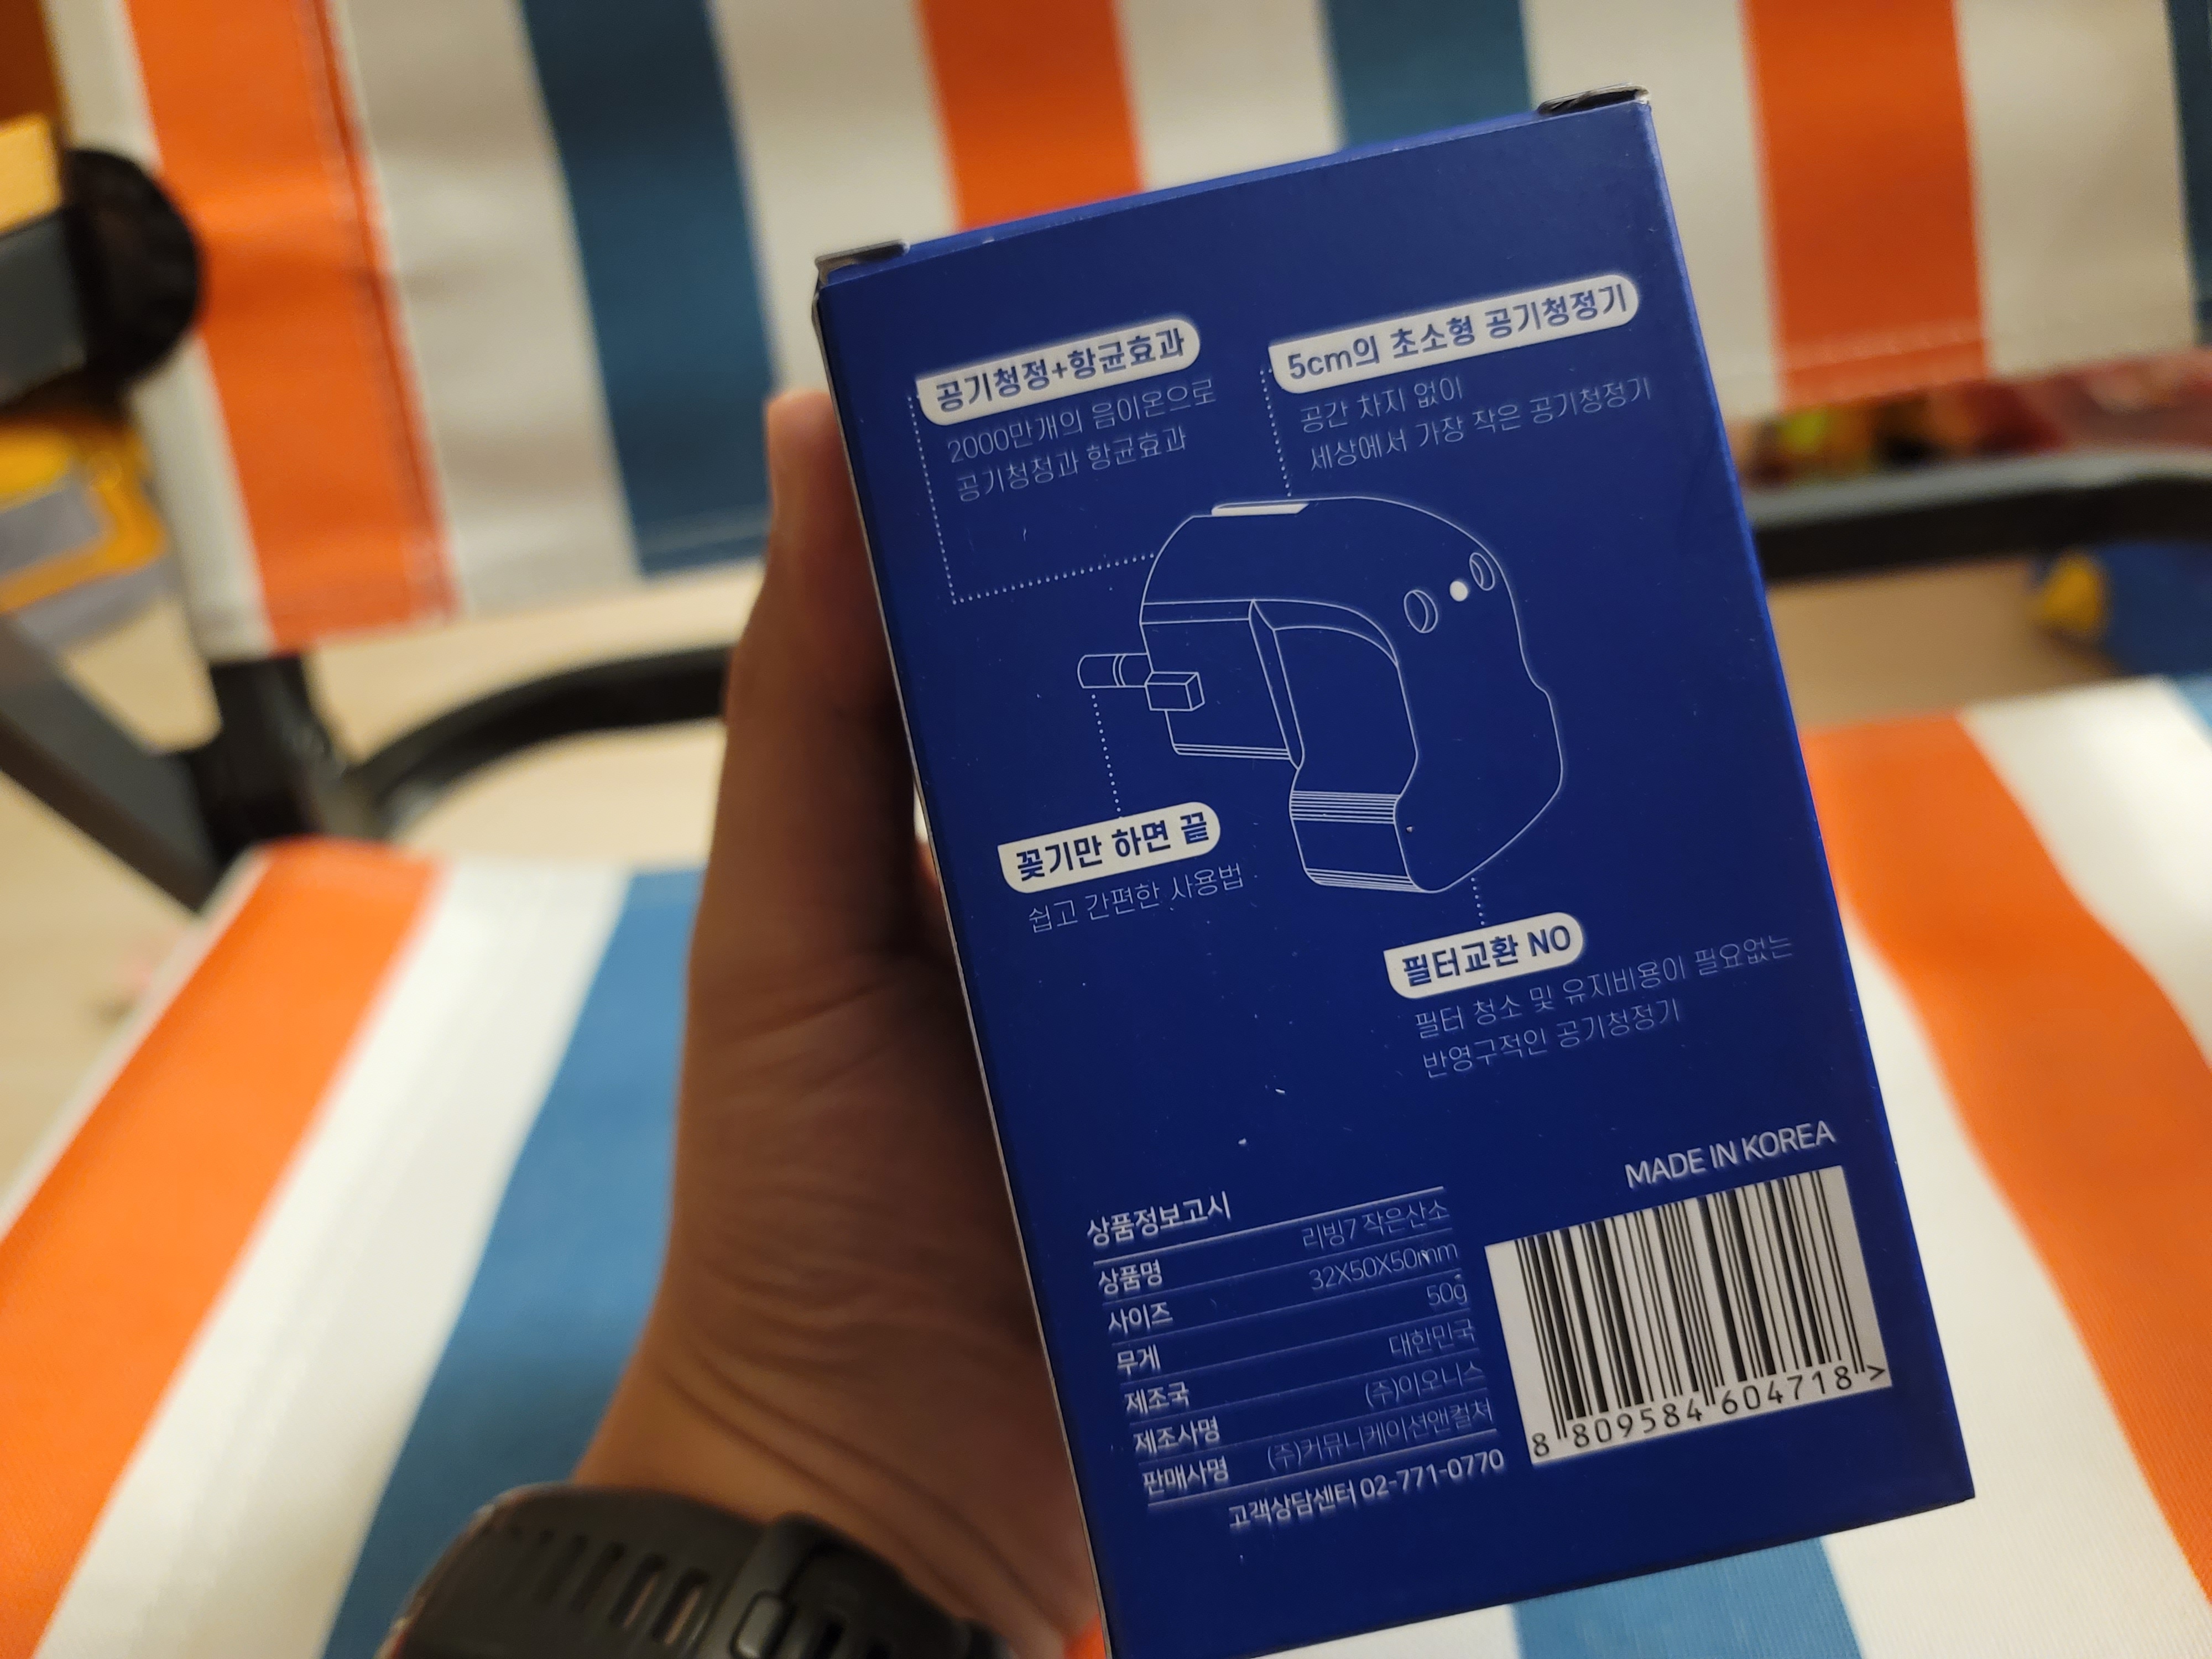 공기청정+항균효과
2000만개의 음이온으로
공기청정과 항균효과
5cm의 초소형 공기청정기
공간 차지 없이
세상에서 가장 작은 공기청정기
꽂기만 하면 끝
쉽고 간편한 사용법
필터교환 NO
필터 청소 및 유지비용이 필요없는
반영구적인 공기청정기
MADE IN KOREA
상품정보고시
상품명 리빙7 작은산소
사이즈 32X50X50mm
무게 50g
제조국 대한민국
제조사명 (주)이오니스
판매사명 (주)커뮤니케이션앤컬쳐
고객상담센터 02-771-0770
8 809584 604718 >